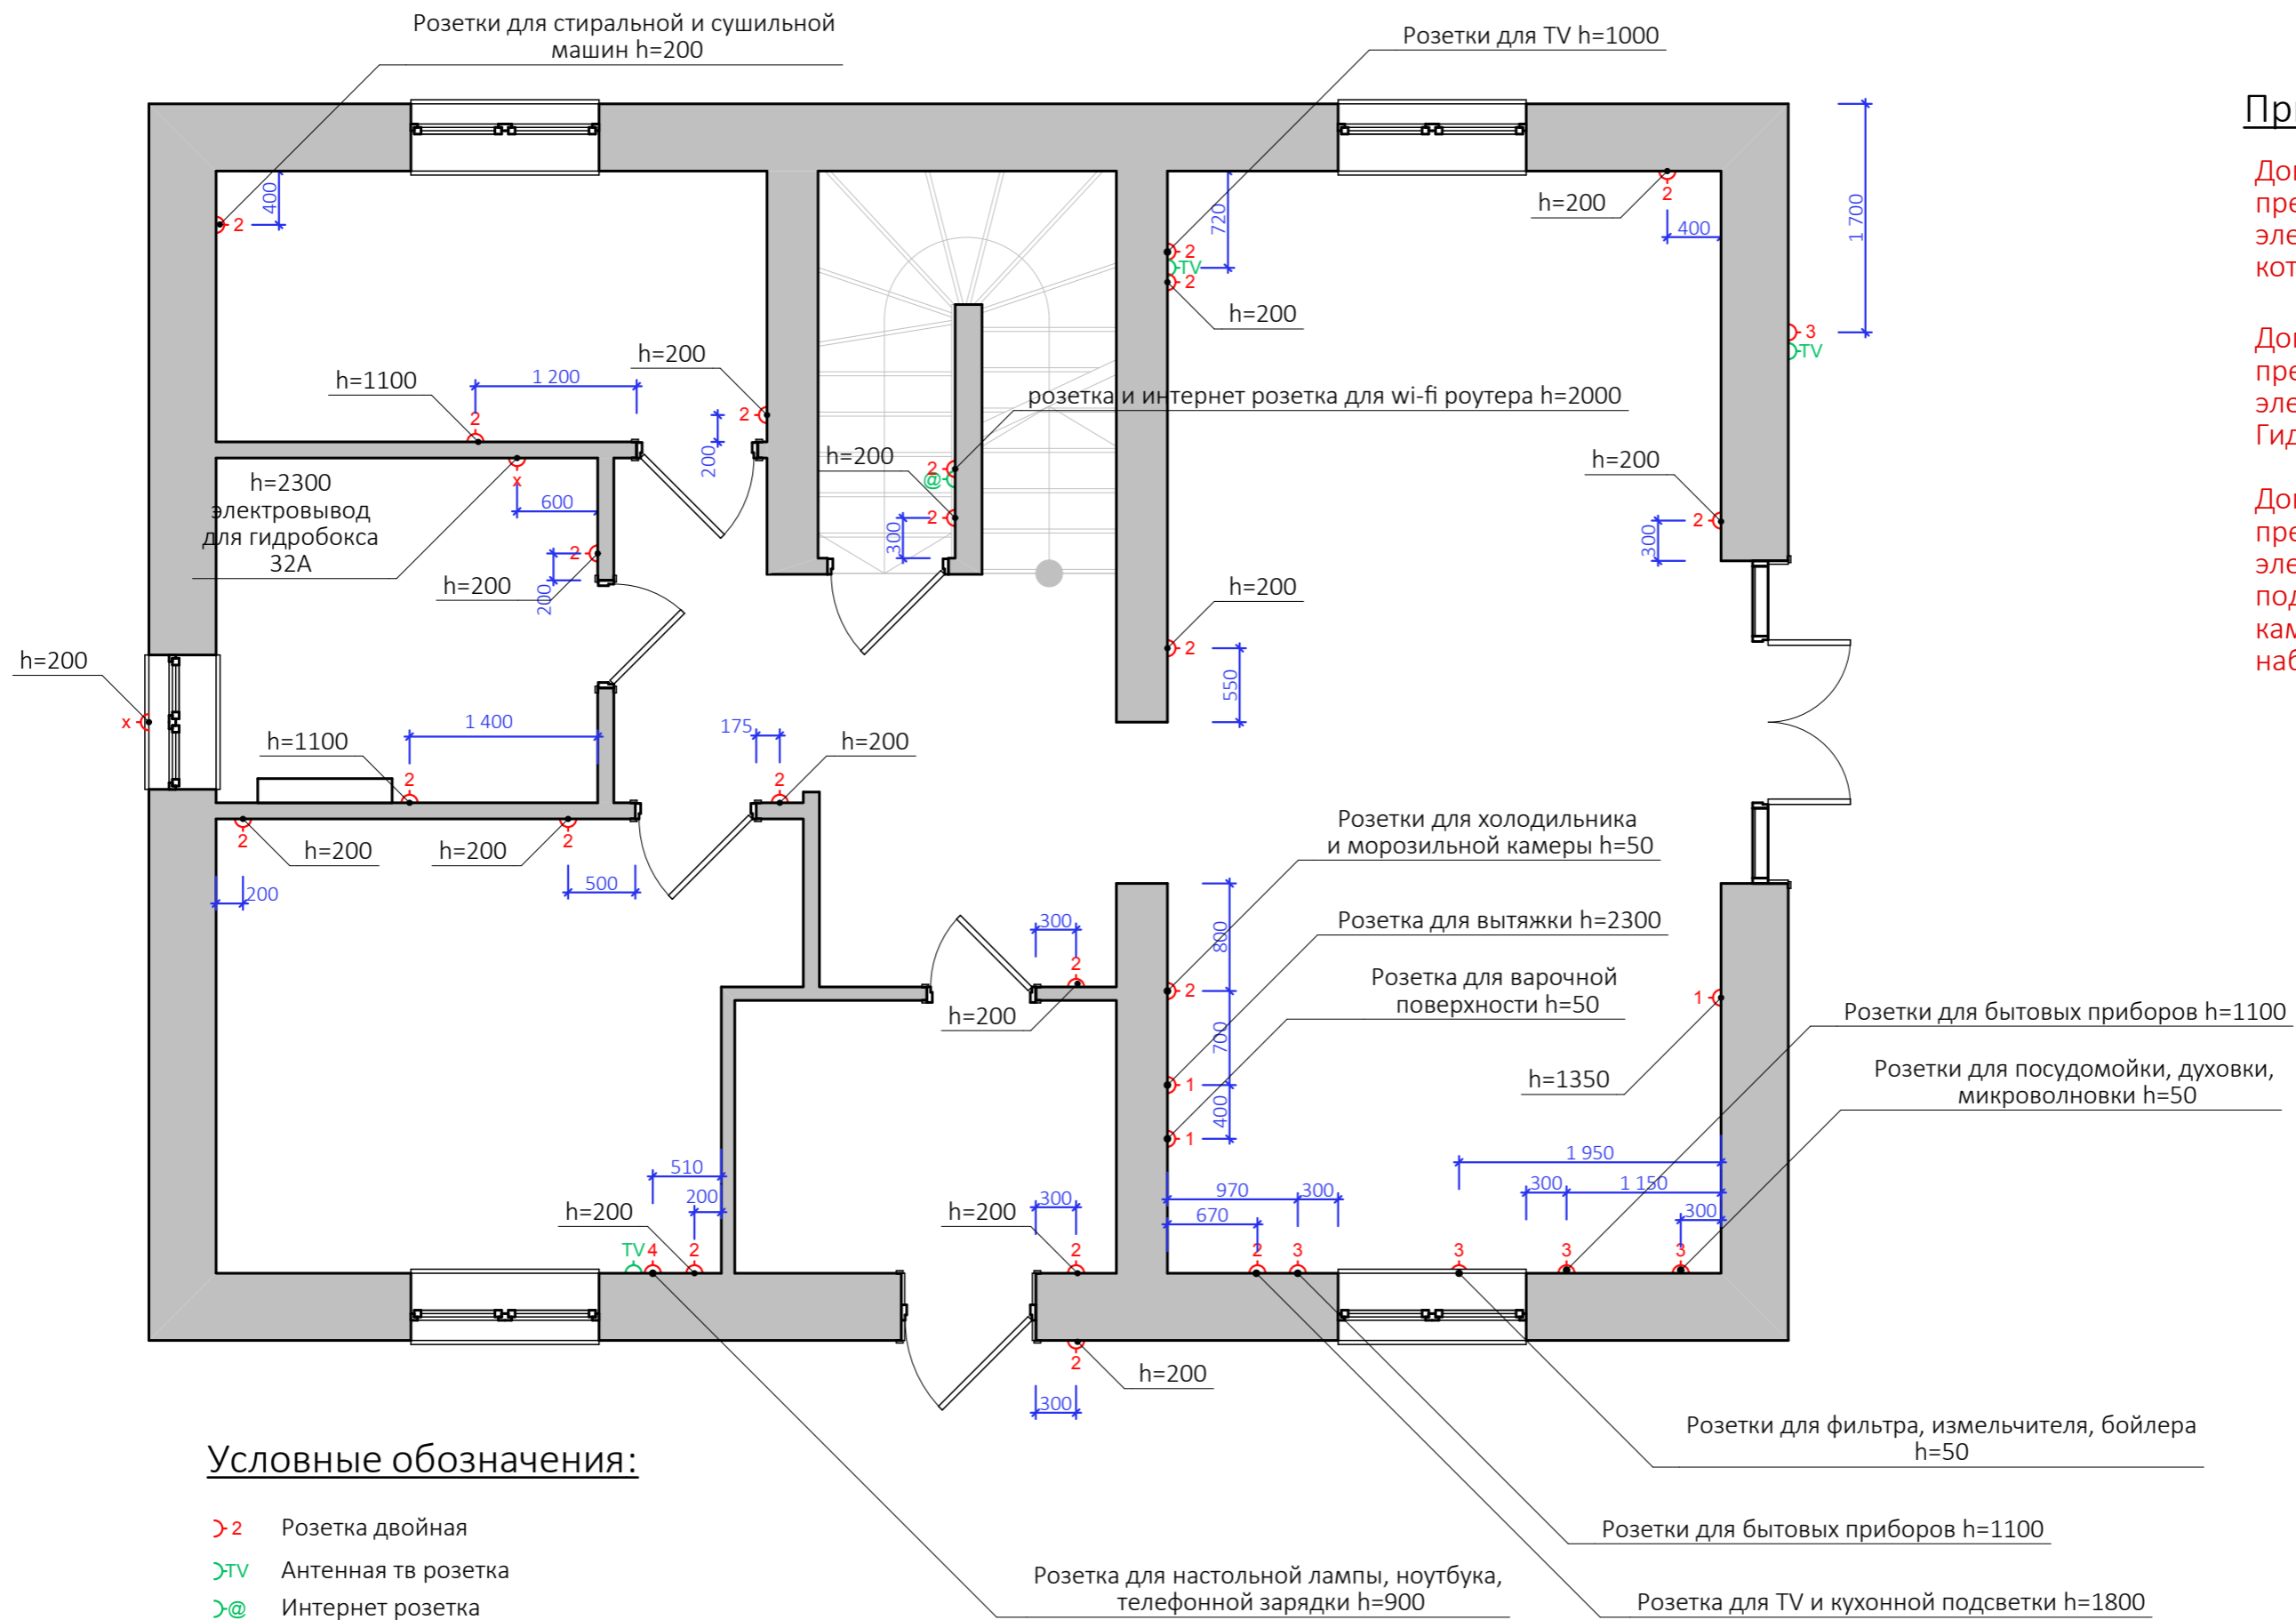 Розетки для стиральной и сушильной
машин h=200
Розетки для TV h=1000
400
2
720
2
TV
2
h=200
h=200
2
400
1 700
3
TV
h=1100
1 200
2
h=200
2
200
розетка и интернет розетка для wi-fi роутера h=2000
h=200
2
@
2
300
h=200
2
300
h=2300
электровывод
для гидробокса
32А
x
600
2
h=200
200
h=200
2
550
h=200
x
1 400
h=1100
2
175
h=200
2
2
h=200
200
h=200
2
500
Розетки для холодильника
и морозильной камеры h=50
800
2
Розетка для вытяжки h=2300
700
1
Розетка для варочной
поверхности h=50
400
1
300
2
h=200
1
h=1350
Розетки для бытовых приборов h=1100
Розетки для посудомойки, духовки,
микроволновки h=50
510
200
h=200
TV
4
2
300
h=200
2
970
300
670
2
3
1 950
300
1 150
300
3
3
3
2
h=200
300
Розетки для фильтра, измельчителя, бойлера
h=50
Розетки для бытовых приборов h=1100
Розетка для TV и кухонной подсветки h=1800
Розетка для настольной лампы, ноутбука,
телефонной зарядки h=900
Условные обозначения:
2 Розетка двойная
TV Антенная тв розетка
@ Интернет розетка